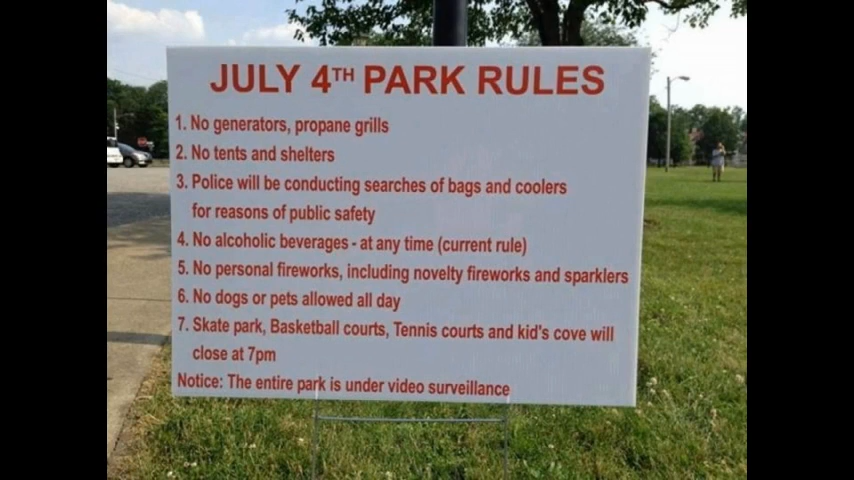 JULY 4TH PARK RULES
1. No generators, propane grills
2. No tents and shelters
3. Police will be conducting searches of bags and coolers
for reasons of public safety
4. No alcoholic beverages - at any time (current rule)
5. No personal fireworks, including novelty fireworks and sparklers
6. No dogs or pets allowed all day
7. Skate park, Basketball courts, Tennis courts and kid's cove will
close at 7pm
Notice: The entire park is under video surveillance